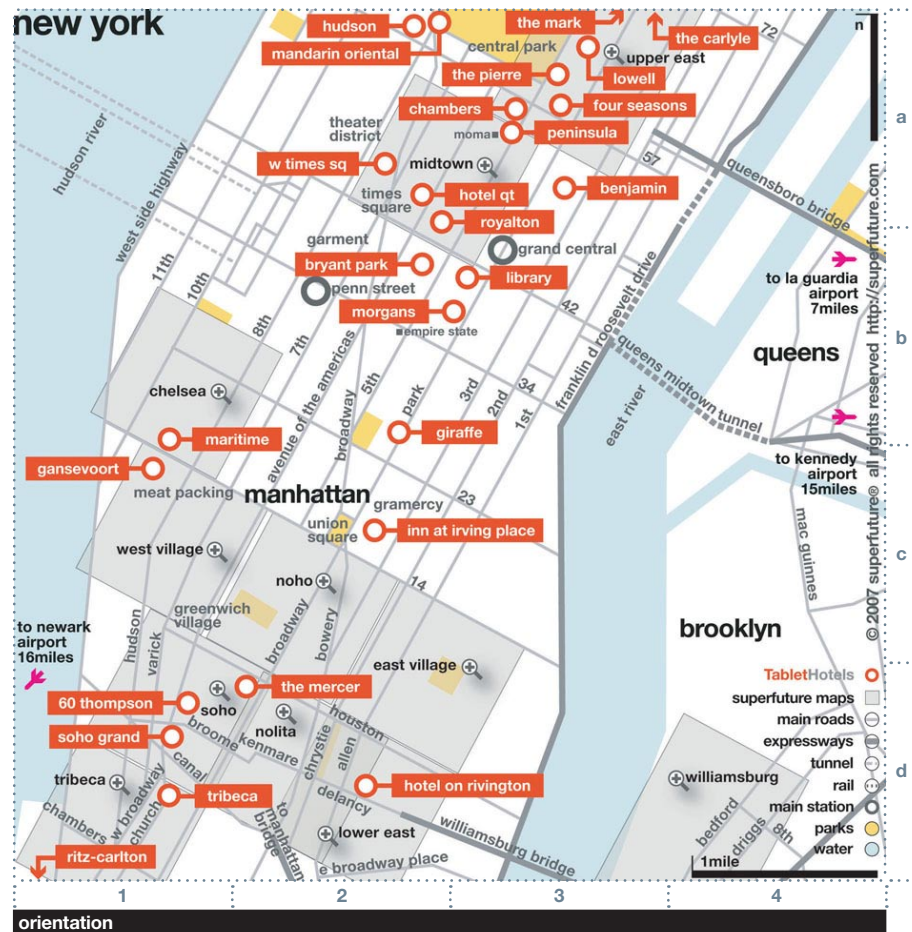 new york
hudson
mandarin oriental
central park
the mark
the carlyle
72
n
upper east
lowell
the pierre
chambers
four seasons
theater
district
moma
peninsula
57
a
w times sq
midtown
hudson river
west side highway
times
square
hotel qt
benjamin
queensboro bridge
royalton
garment
grand central
bryant park
library
11th
10th
penn street
morgans
empire state
42
franklin d roosevelt drive
to la guardia
airport
7miles
8th
7th
avenue of the americas
broadway
5th
park
3rd
2nd
34
1st
queens midtown tunnel
queens
b
chelsea
east river
maritime
giraffe
gansevoort
meat packing
manhattan
gramercy
23
to kennedy
airport
15miles
union
square
inn at irving place
mac guinnes
west village
noho
14
c
greenwich
village
broadway
bowery
hudson
varick
to newark
airport
16miles
east village
brooklyn
© 2007 superfuture® all rights reserved http://superfuture.com
60 thompson
soho
the mercer
nolita
houston
soho grand
broome
kenmare
chrystie
allen
canal
tribeca
w broadway
church
tribeca
hotel on rivington
delancy
chambers
to
manhattan
bridge
lower east
williamsburg bridge
e broadway place
ritz-carlton
williamsburg
bedford
driggs
8th
TabletHotels
superfuture maps
main roads
expressways
tunnel
rail
main station
parks
water
d
1mile
1
2
3
4
orientation